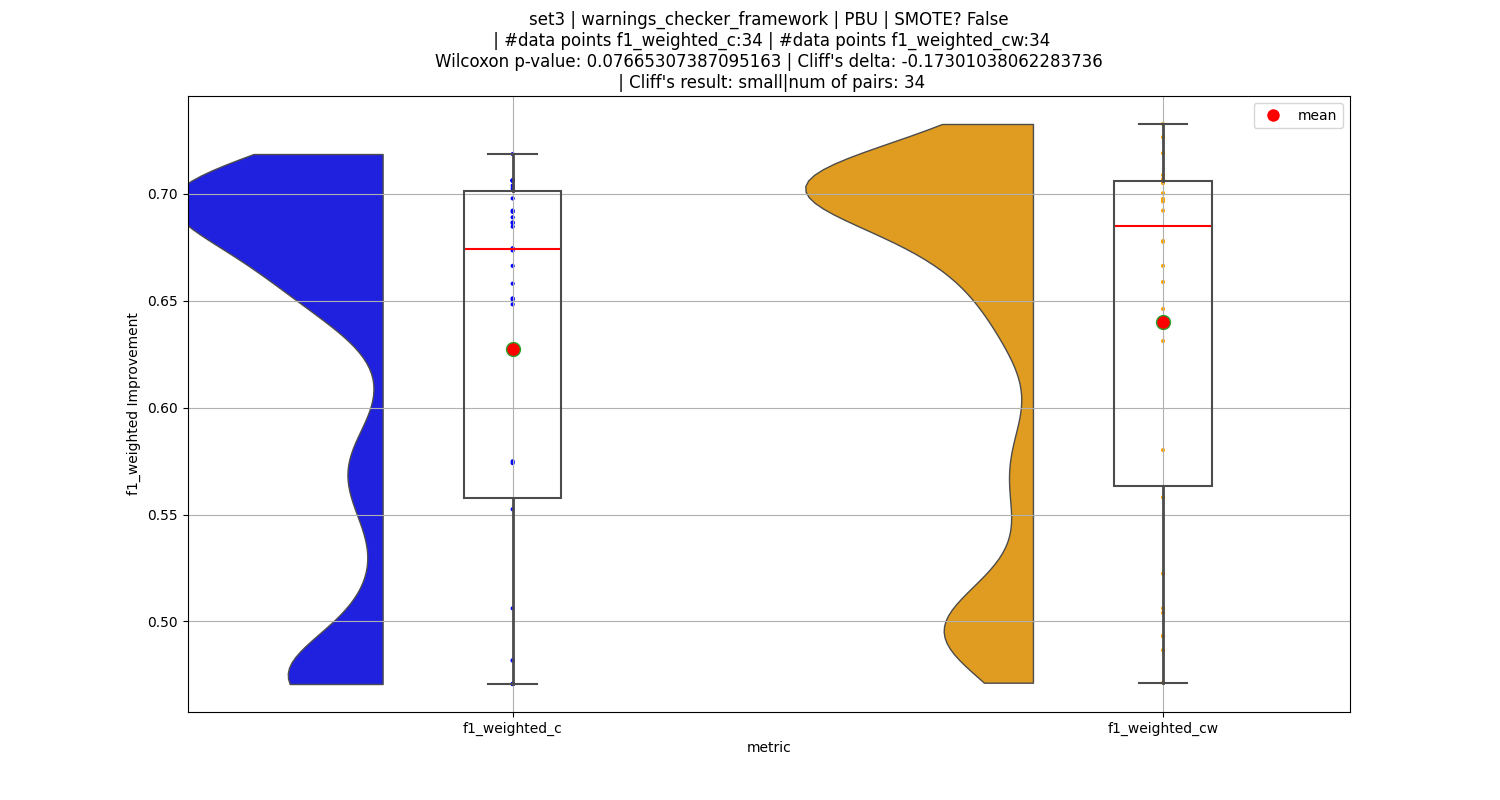 set3 | warnings_checker_framework | PBU | SMOTE? False
| #data points f1_weighted_c:34 | #data points f1_weighted_cw:34
Wilcoxon p-value: 0.07665307387095163 | Cliff's delta: -0.17301038062283736
| Cliff's result: small|num of pairs: 34
mean
0.70
0.65
0.60
0.55
0.50
f1_weighted Improvement
f1_weighted_c
f1_weighted_cw
metric